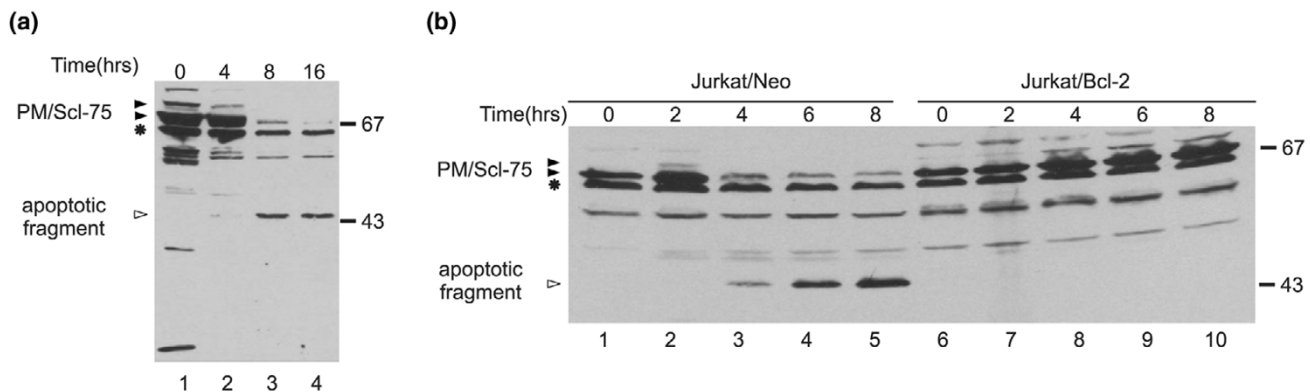 (a)
Time(hrs) 0 4 8 16
PM/Scl-75
*
67
apoptotic
fragment
43
1 2 3 4
(b)
Jurkat/Neo Jurkat/Bcl-2
Time(hrs) 0 2 4 6 8 0 2 4 6 8
67
PM/Scl-75
*
apoptotic
fragment
43
1 2 3 4 5 6 7 8 9 10